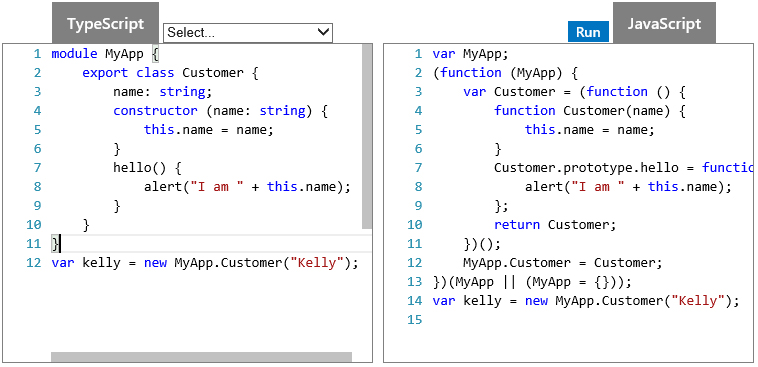 TypeScript
Select...
1 module MyApp {
2     export class Customer {
3         name: string;
4         constructor (name: string) {
5             this.name = name;
6         }
7         hello() {
8             alert("I am " + this.name);
9         }
10     }
11 }
12 var kelly = new MyApp.Customer("Kelly");
Run
JavaScript
1 var MyApp;
2 (function (MyApp) {
3     var Customer = (function () {
4         function Customer(name) {
5             this.name = name;
6         }
7         Customer.prototype.hello = function
8             alert("I am " + this.name);
9         };
10         return Customer;
11     })();
12     MyApp.Customer = Customer;
13 })(MyApp || (MyApp = {}));
14 var kelly = new MyApp.Customer("Kelly");
15